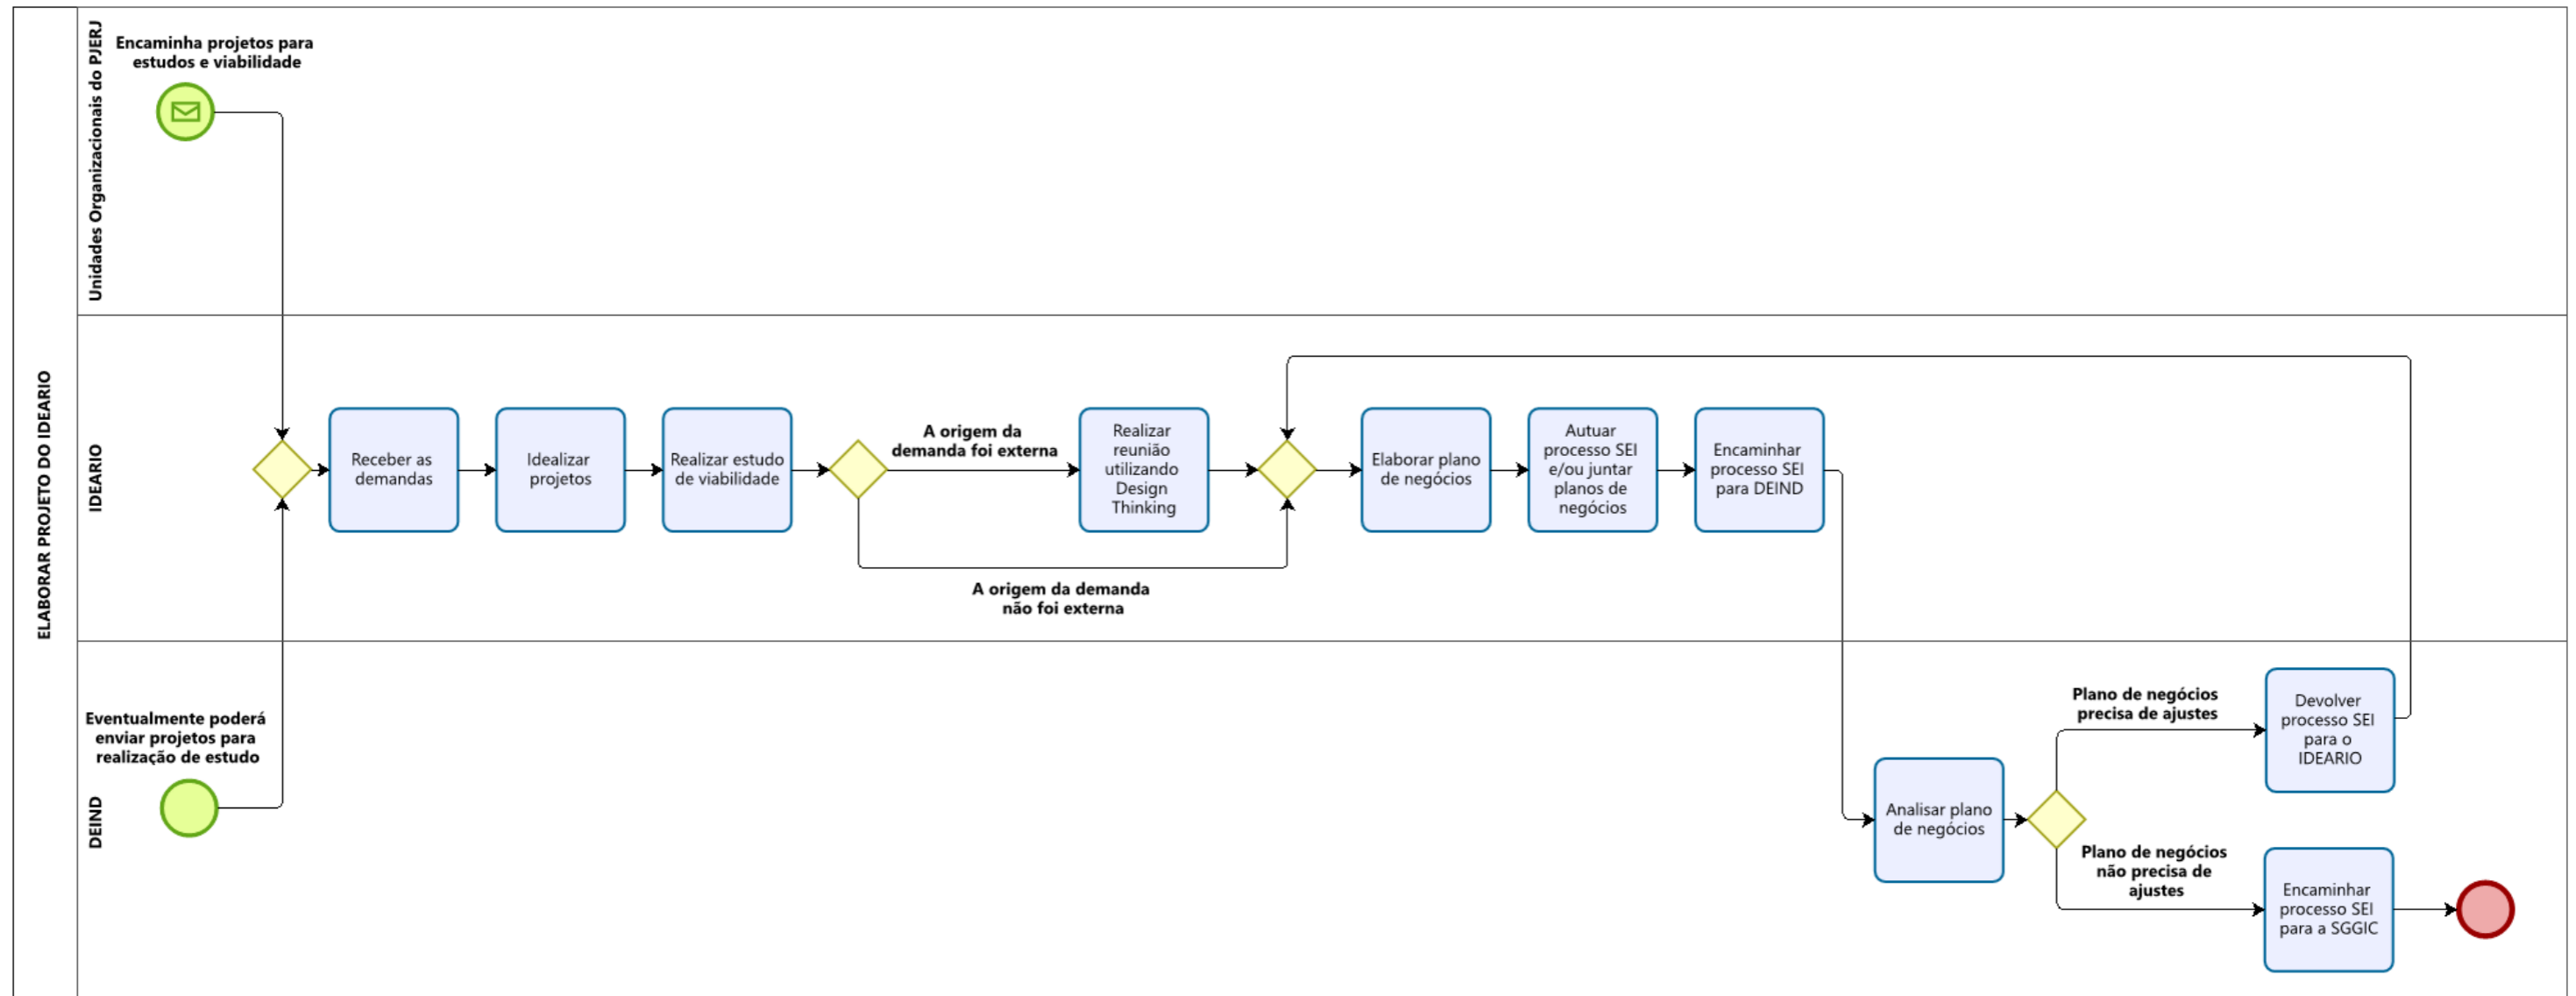 ELABORAR PROJETO DO IDEARIO
Unidades Organizacionais do PJERJ
Encaminha projetos para
estudos e viabilidade
IDEARIO
Receber as
demandas
Idealizar
projetos
Realizar estudo
de viabilidade
A origem da
demanda foi externa
A origem da demanda
não foi externa
Realizar
reunião
utilizando
Design
Thinking
Elaborar plano
de negócios
Autuar
processo SEI
e/ou juntar
planos de
negócios
Encaminhar
processo SEI
para DEIND
DEIND
Eventualmente poderá
enviar projetos para
realização de estudo
Analisar plano
de negócios
Plano de negócios
precisa de ajustes
Devolver
processo SEI
para o
IDEARIO
Plano de negócios
não precisa de
ajustes
Encaminhar
processo SEI
para a SGGIC